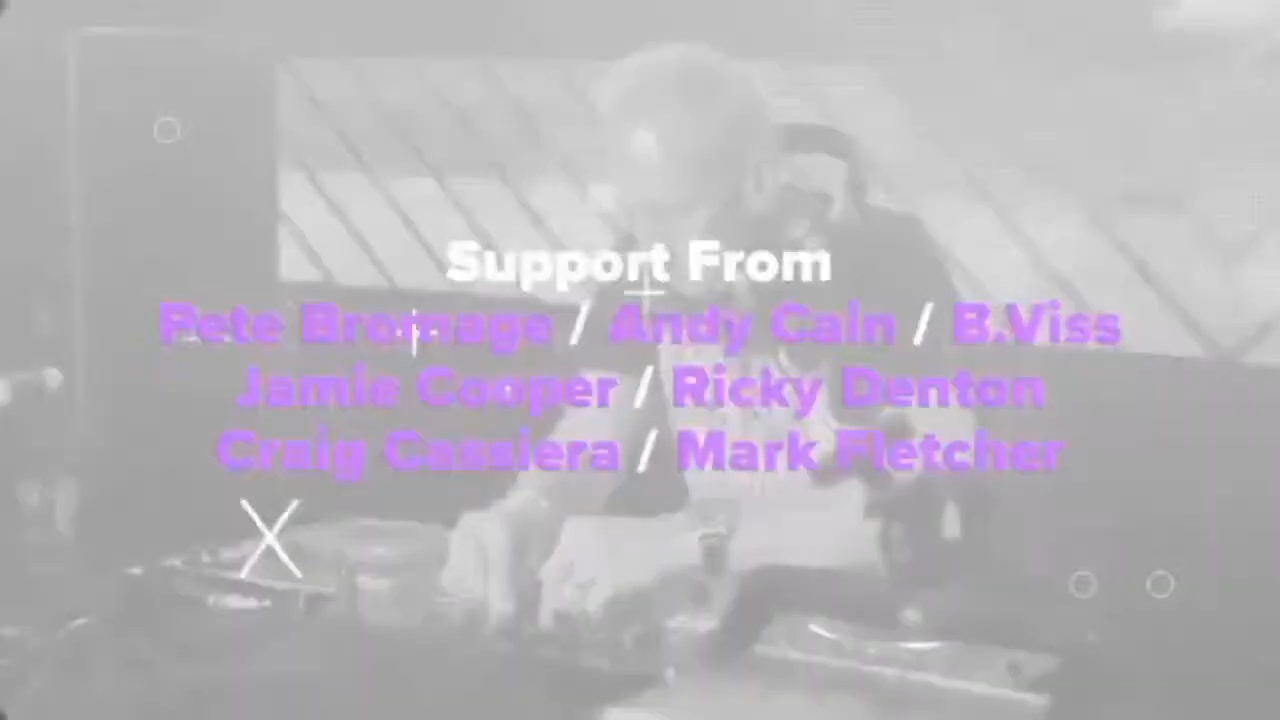 Support From
Pete Bromage / Andy Cain / B.Viss
Jamie Cooper / Ricky Denton
Craig Cassiera / Mark Fletcher